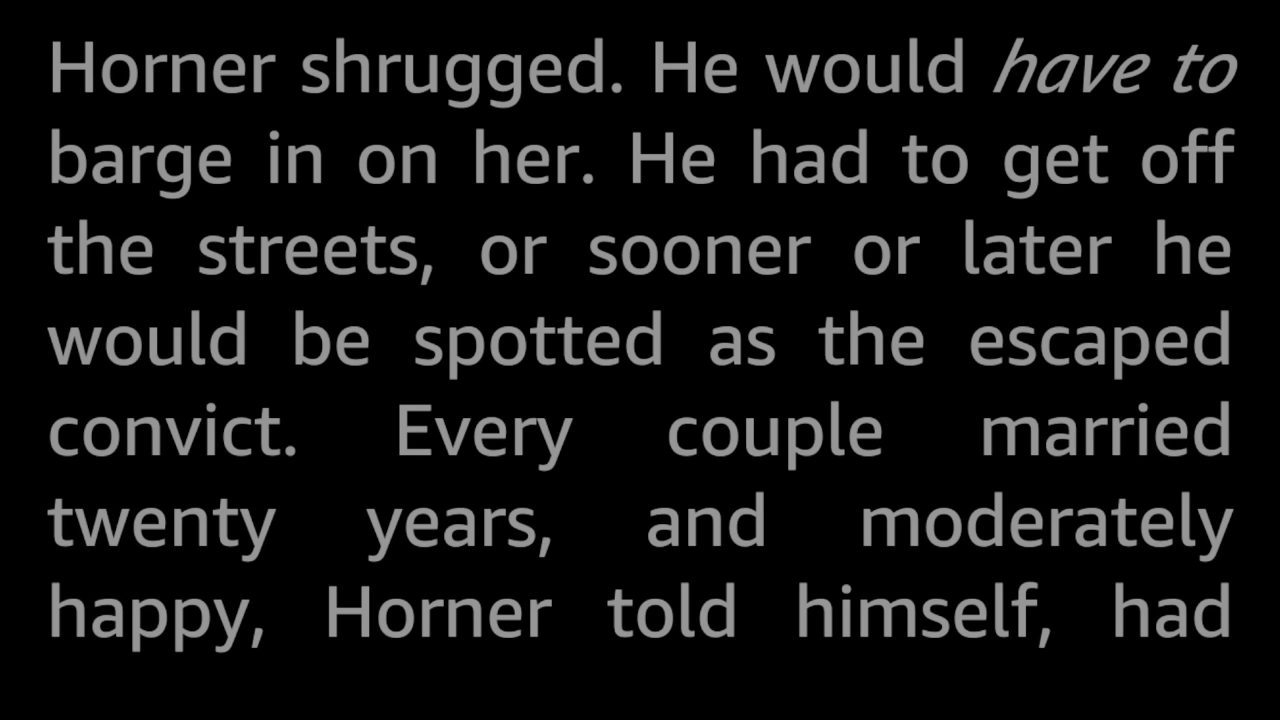 Horner shrugged. He would have to
barge in on her. He had to get off
the streets, or sooner or later he
would be spotted as the escaped
convict. Every couple married
twenty years, and moderately
happy, Horner told himself, had